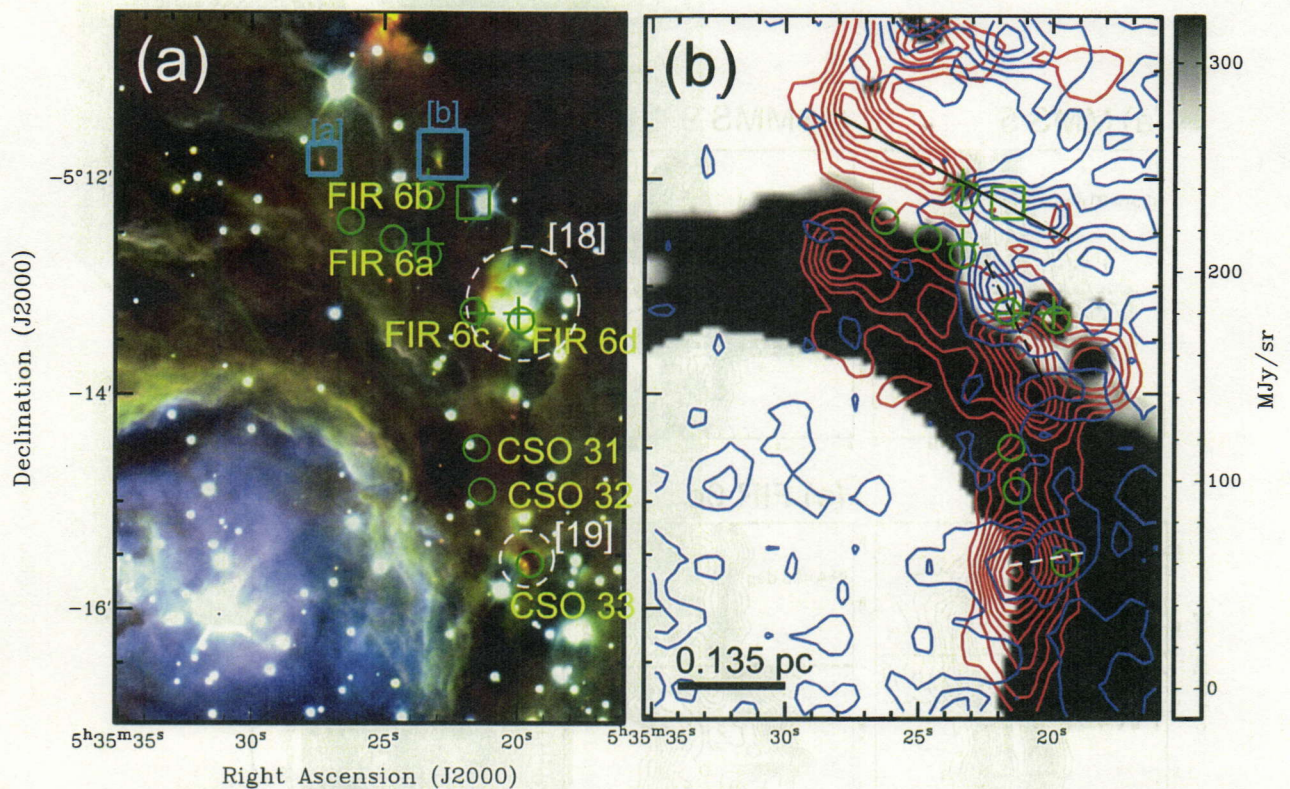 (a)
[a]
[b]
FIR 6b
FIR 6a
[18]
FIR 6c
FIR 6d
CSO 31
CSO 32
[19]
CSO 33
−5°12′
−14′
−16′
Declination (J2000)
5ʰ35ᵐ35ˢ
30ˢ
25ˢ
20ˢ
Right Ascension (J2000)
(b)
0.135 pc
30ˢ
25ˢ
20ˢ
300
200
100
0
MJy/sr